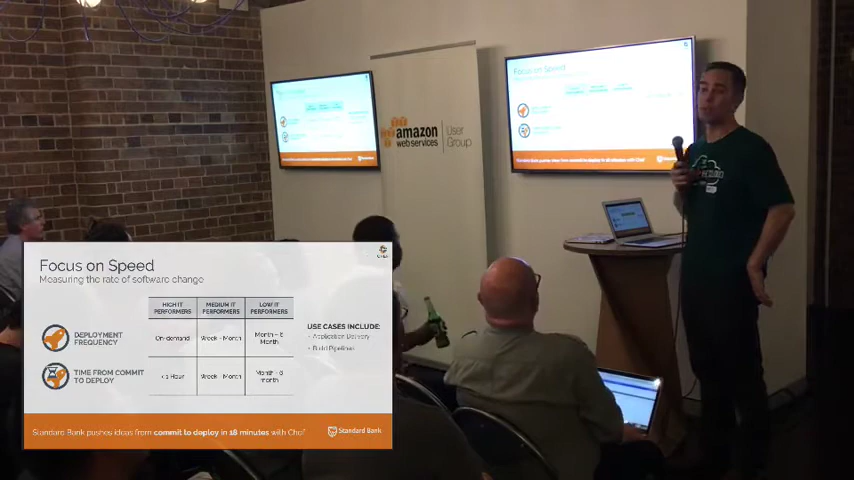 Focus on Speed
amazon
web services
User
Group
Focus on Speed
Measuring the rate of software change
HIGH IT
PERFORMERS
MEDIUM IT
PERFORMERS
LOW IT
PERFORMERS
DEPLOYMENT
FREQUENCY
On-demand
Week - Month
Month - 6
Month
TIME FROM COMMIT
TO DEPLOY
< 1 Hour
Week - Month
Month - 6
month
USE CASES INCLUDE:
- Application Delivery
- Build Pipelines
Standard Bank pushes ideas from commit to deploy in 18 minutes with Chef
Standard Bank